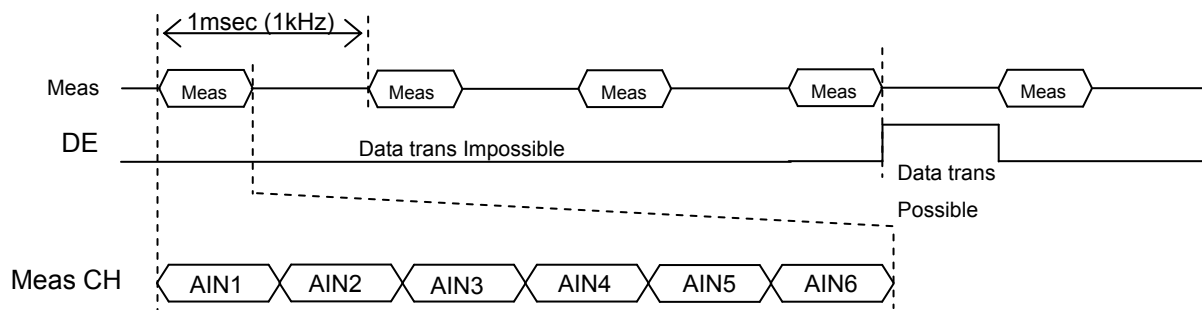 1msec (1kHz)
Meas Meas Meas Meas Meas Meas
DE
Data trans Impossible
Data trans
Possible
Meas CH AIN1 AIN2 AIN3 AIN4 AIN5 AIN6